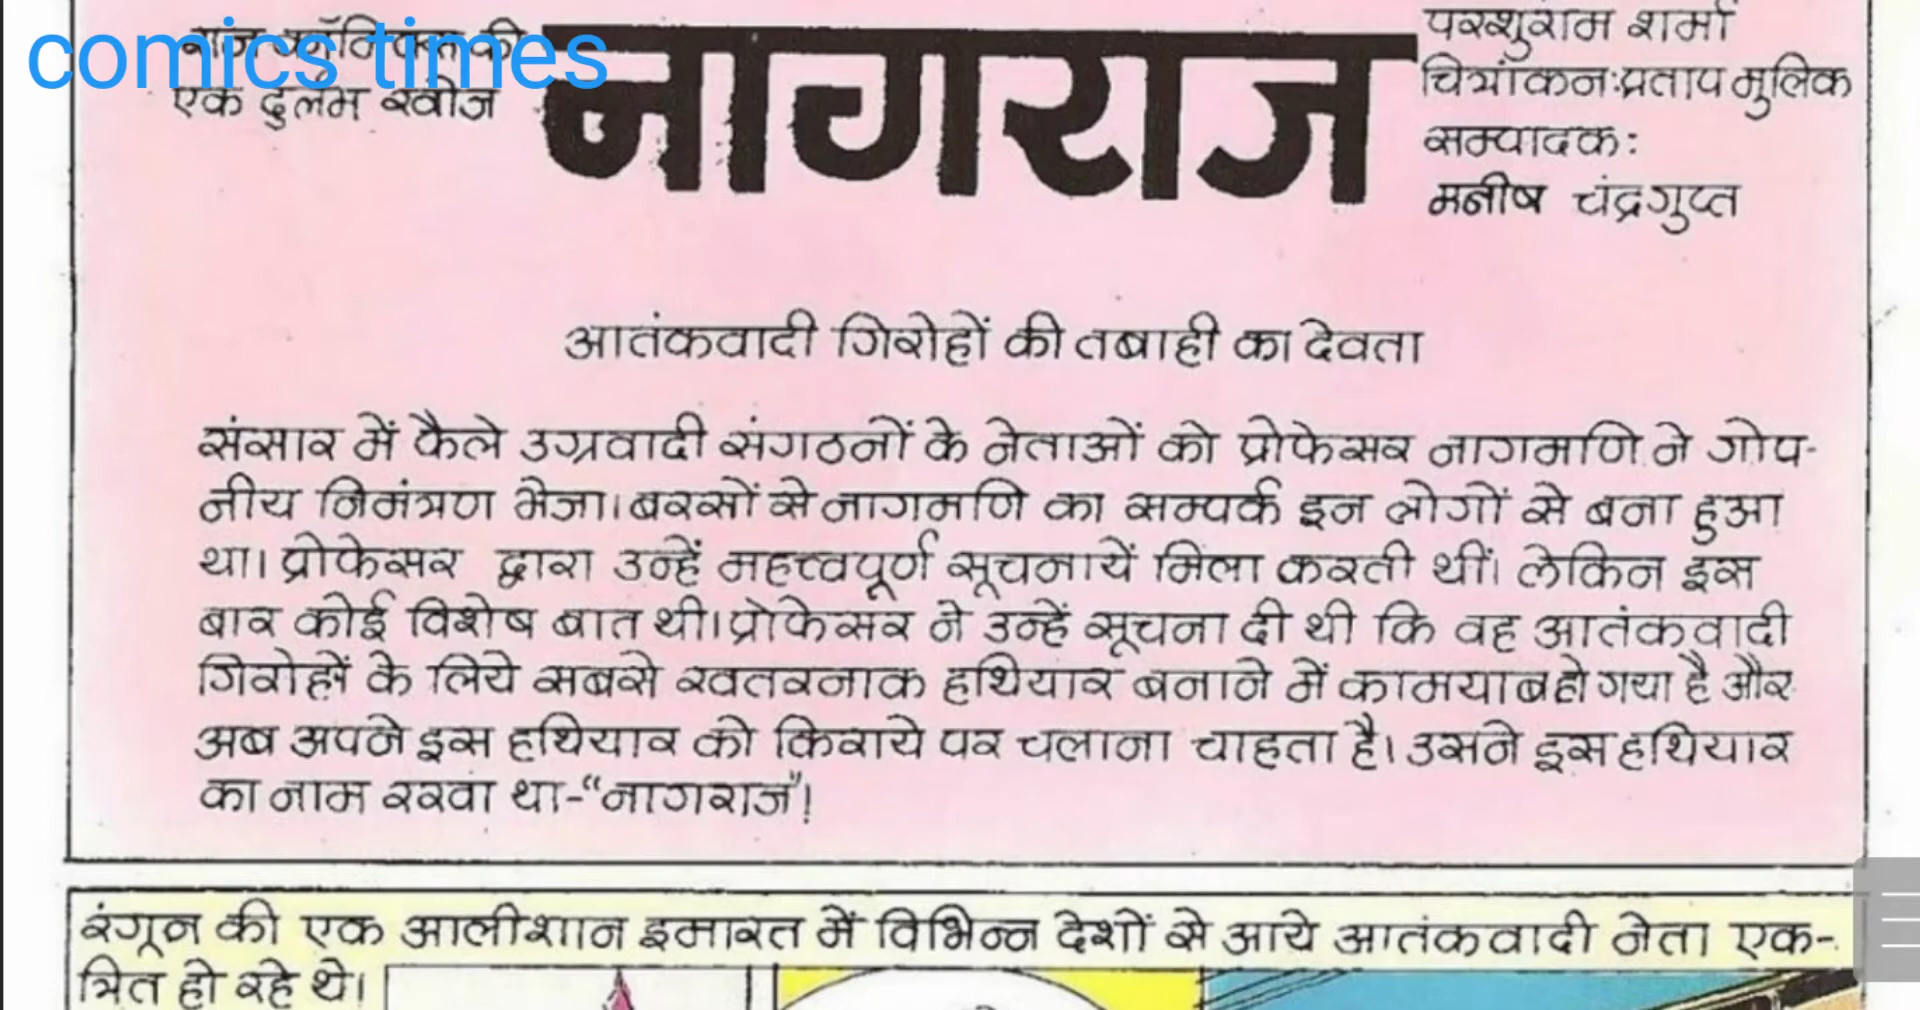 comics times
राज कॉमिक्स की
एक दुर्लभ खोज
नागराज
परशुराम शर्मा
चित्रांकन:प्रताप मुलिक
सम्पादक:
मनीष चंद्रगुप्त
आतंकवादी गिरोहों की तबाही का देवता
संसार में फैले उग्रवादी संगठनों के नेताओं को प्रोफेसर नागमणि ने गोप-
नीय निमंत्रण भेजा। बरसों से नागमणि का सम्पर्क इन लोगों से बना हुआ
था। प्रोफेसर द्वारा उन्हें महत्त्वपूर्ण सूचनायें मिला करती थीं। लेकिन इस
बार कोई विशेष बात थी। प्रोफेसर ने उन्हें सूचना दी थी कि वह आतंकवादी
गिरोहों के लिये सबसे खतरनाक हथियार बनाने में कामयाब हो गया है और
अब अपने इस हथियार को किराये पर चलाना चाहता है। उसने इस हथियार
का नाम रखा था-“नागराज”!
रंगून की एक आलीशान इमारत में विभिन्न देशों से आये आतंकवादी नेता एक-
त्रित हो रहे थे।